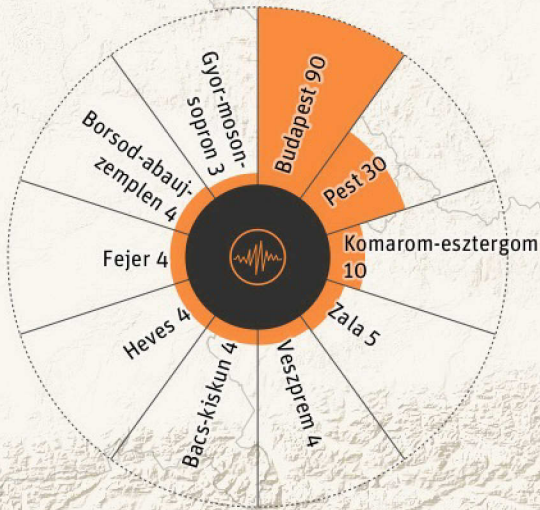 Budapest 90
Pest 30
Komarom-esztergom
10
Zala 5
Veszprem 4
Bacs-kiskun 4
Heves 4
Fejer 4
Borsod-abauj-
zemplen 4
Gyor-moson-
sopron 3